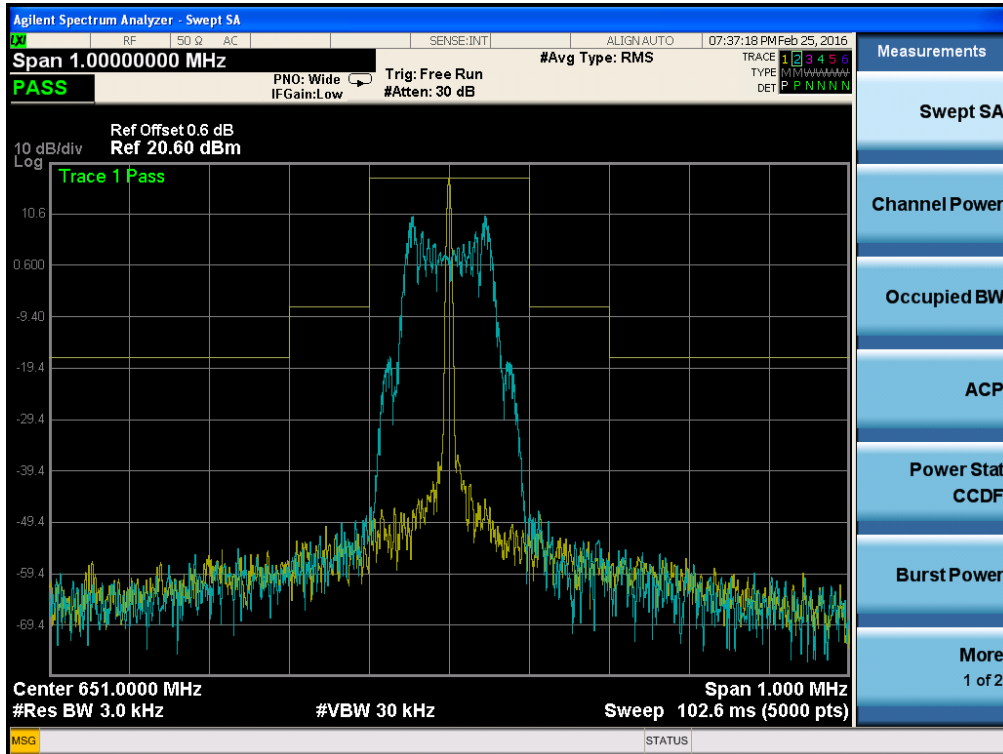 Agilent Spectrum Analyzer - Swept SA
LXI RF 50 Ω AC SENSE:INT ALIGN AUTO 07:37:18 PM Feb 25, 2016
Span 1.00000000 MHz
PASS
PNO: Wide
IFGain:Low
Trig: Free Run
#Atten: 30 dB
#Avg Type: RMS
TRACE 1 2 3 4 5 6
TYPE M M W W W W
DET P P N N N N
Ref Offset 0.6 dB
10 dB/div Ref 20.60 dBm
Log
Trace 1 Pass
10.6
0.600
-9.40
-19.4
-29.4
-39.4
-49.4
-59.4
-69.4
Center 651.0000 MHz Span 1.000 MHz
#Res BW 3.0 kHz #VBW 30 kHz Sweep 102.6 ms (5000 pts)
MSG STATUS
Measurements
Swept SA
Channel Power
Occupied BW
ACP
Power Stat
CCDF
Burst Power
More
1 of 2